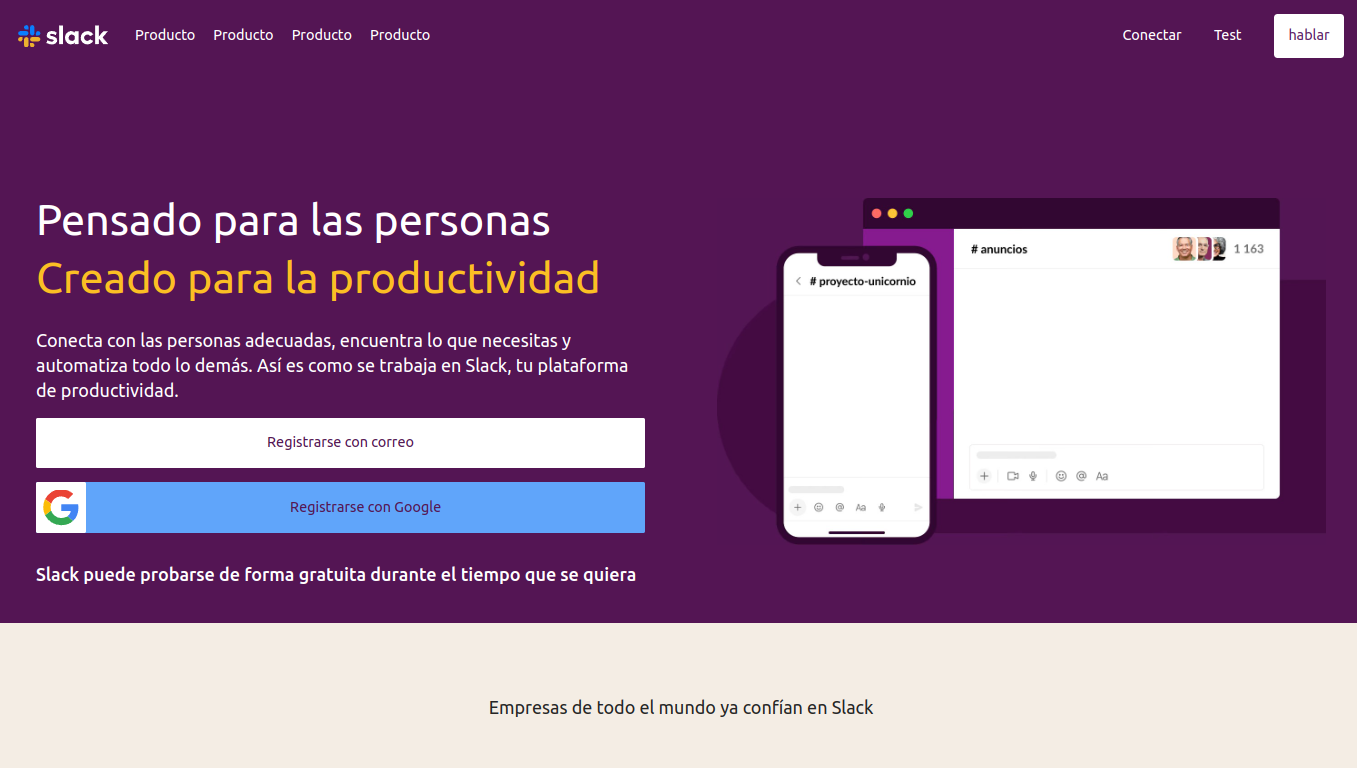 slack Producto Producto Producto Producto Conectar Test hablar
Pensado para las personas
Creado para la productividad
Conecta con las personas adecuadas, encuentra lo que necesitas y
automatiza todo lo demás. Así es como se trabaja en Slack, tu plataforma
de productividad.
Registrarse con correo
Registrarse con Google
Slack puede probarse de forma gratuita durante el tiempo que se quiera
# anuncios 1 163
# proyecto-unicornio
Aa
Aa
Empresas de todo el mundo ya confían en Slack